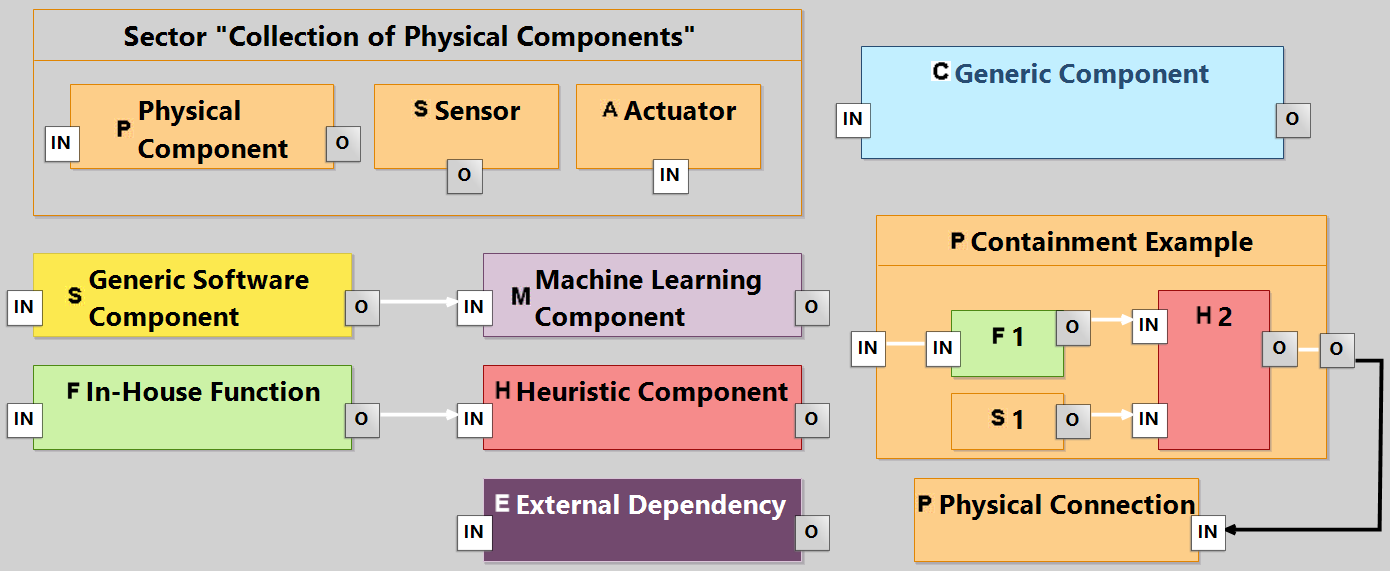 Sector "Collection of Physical Components"
P Physical
Component
IN
O
S Sensor
O
A Actuator
IN
C Generic Component
IN
O
S Generic Software
Component
IN
O
M Machine Learning
Component
IN
O
F In-House Function
IN
O
H Heuristic Component
IN
O
E External Dependency
IN
O
P Containment Example
IN
IN
F 1
O
IN
H 2
O
O
S 1
O
IN
P Physical Connection
IN